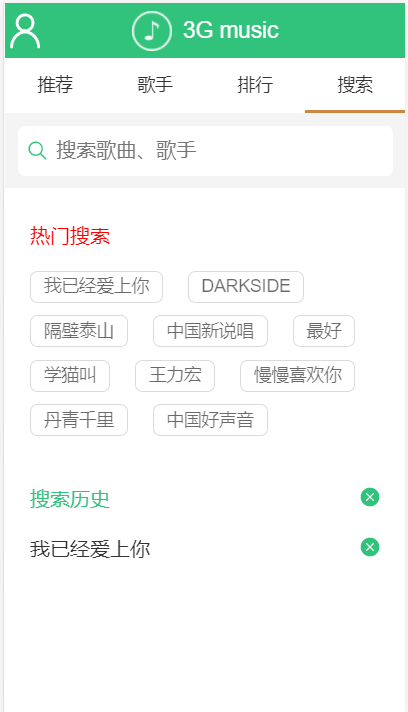 3G music
推荐 歌手 排行 搜索
搜索歌曲、歌手
热门搜索
我已经爱上你 DARKSIDE
隔壁泰山 中国新说唱 最好
学猫叫 王力宏 慢慢喜欢你
丹青千里 中国好声音
搜索历史
我已经爱上你